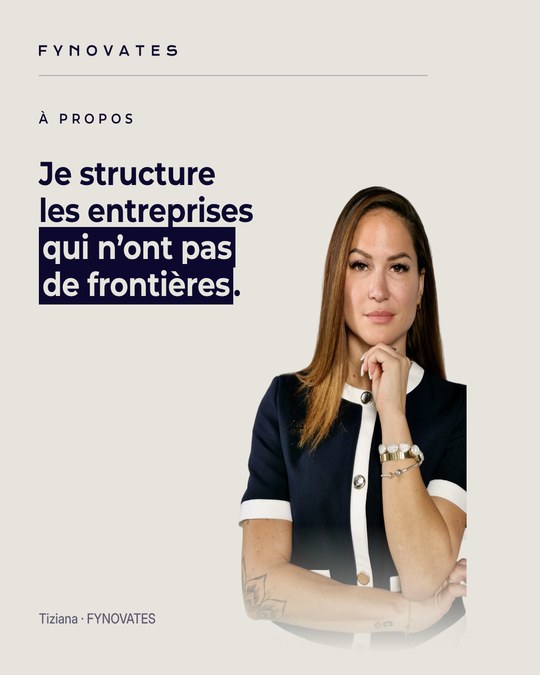 FYNOVATES
À PROPOS
Je structure
les entreprises
qui n’ont pas
de frontières.
Tiziana · FYNOVATES